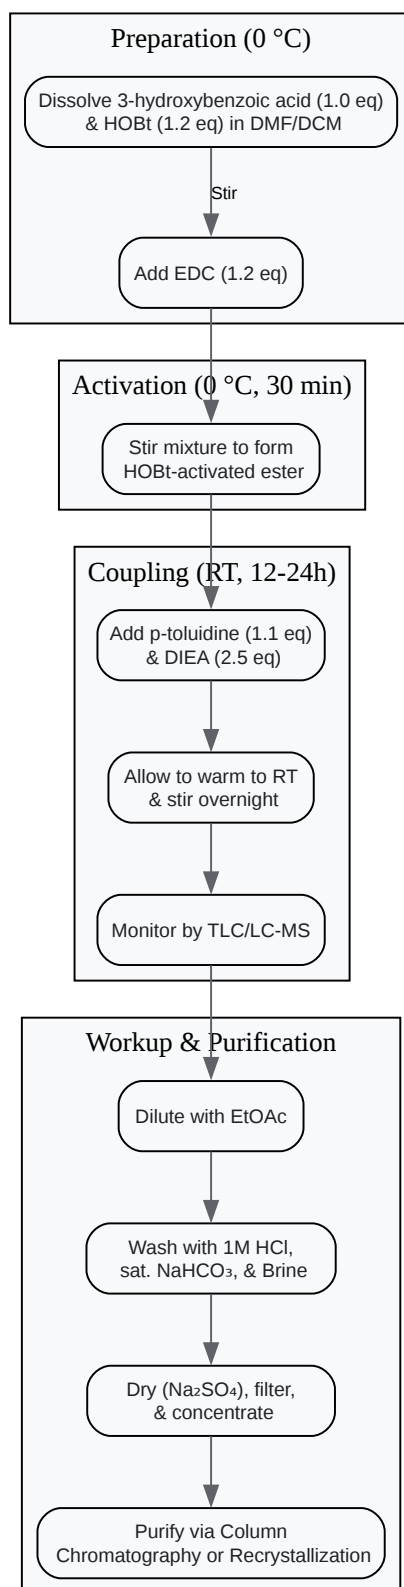 Preparation (0 °C)
Dissolve 3-hydroxybenzoic acid (1.0 eq)
& HOBt (1.2 eq) in DMF/DCM
Stir
Add EDC (1.2 eq)
Activation (0 °C, 30 min)
Stir mixture to form
HOBt-activated ester
Coupling (RT, 12-24h)
Add p-toluidine (1.1 eq)
& DIEA (2.5 eq)
Allow to warm to RT
& stir overnight
Monitor by TLC/LC-MS
Workup & Purification
Dilute with EtOAc
Wash with 1M HCl,
sat. NaHCO₃, & Brine
Dry (Na₂SO₄), filter,
& concentrate
Purify via Column
Chromatography or Recrystallization